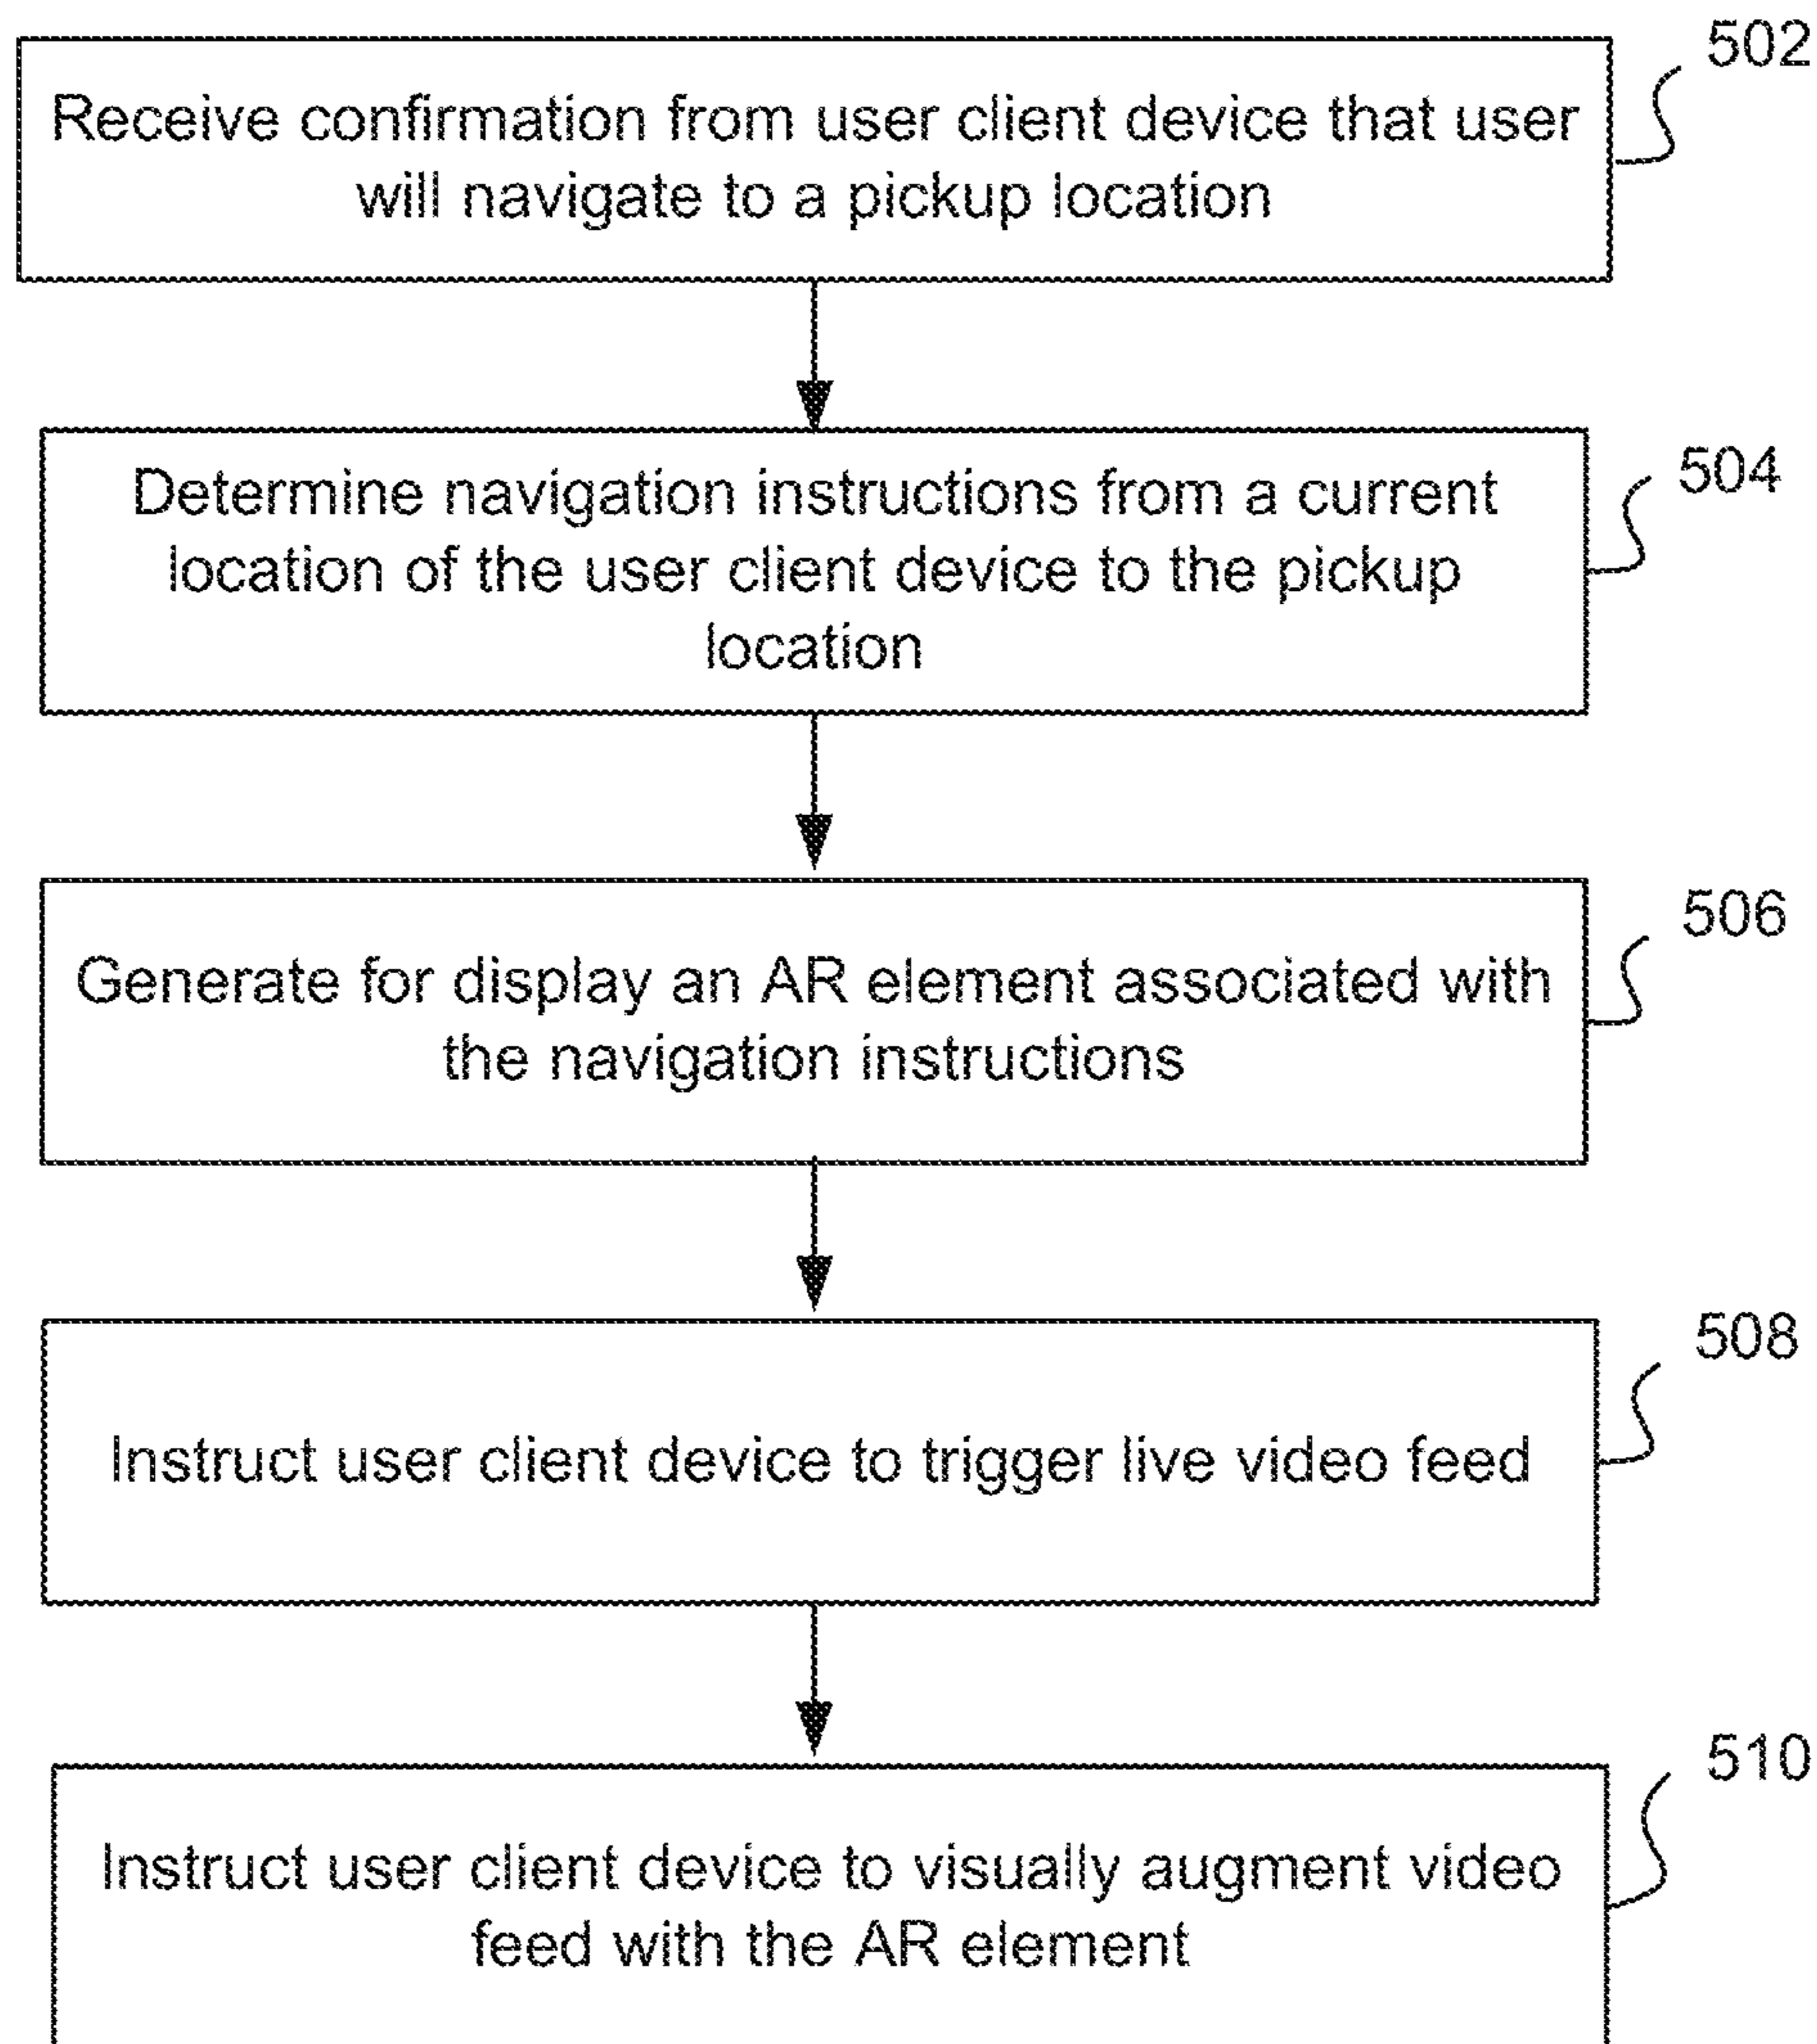 502
Receive confirmation from user client device that user
will navigate to a pickup location
504
Determine navigation instructions from a current
location of the user client device to the pickup
location
506
Generate for display an AR element associated with
the navigation instructions
508
Instruct user client device to trigger live video feed
510
Instruct user client device to visually augment video
feed with the AR element